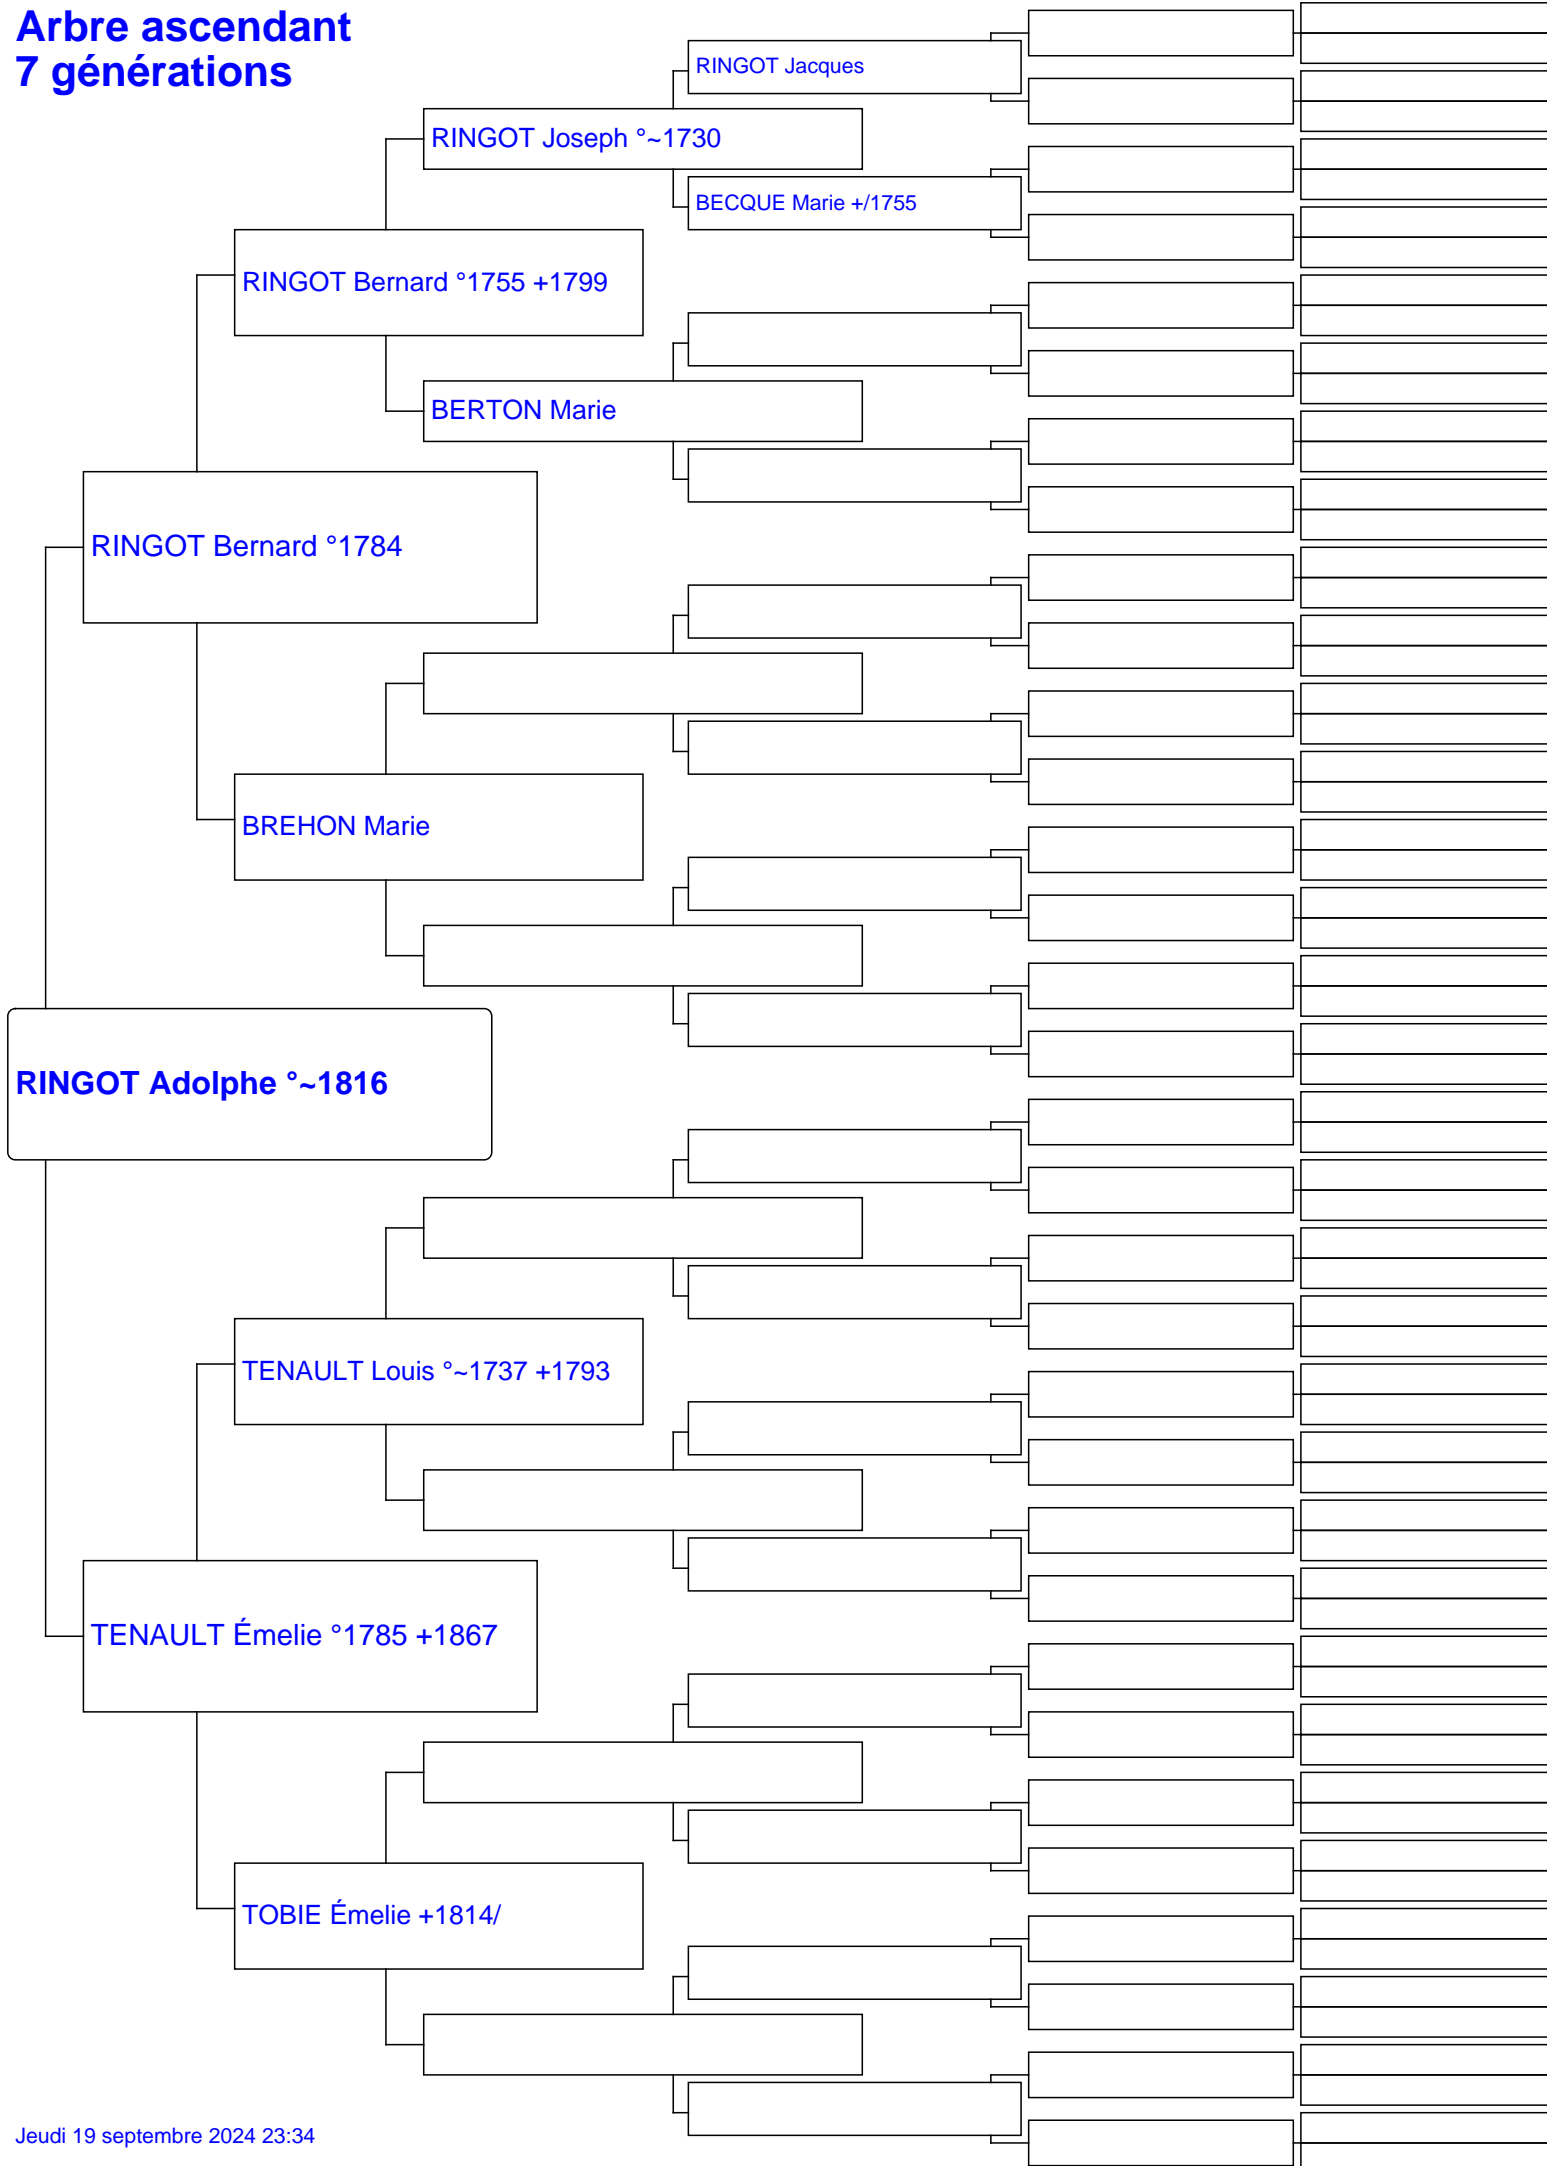 Arbre ascendant
7 générations
RINGOT Jacques
RINGOT Joseph °~1730
BECQUE Marie +/1755
RINGOT Bernard °1755 +1799
BERTON Marie
RINGOT Bernard °1784
BREHON Marie
RINGOT Adolphe °~1816
TENAULT Louis °~1737 +1793
TENAULT Émelie °1785 +1867
TOBIE Émelie +1814/
Jeudi 19 septembre 2024 23:34